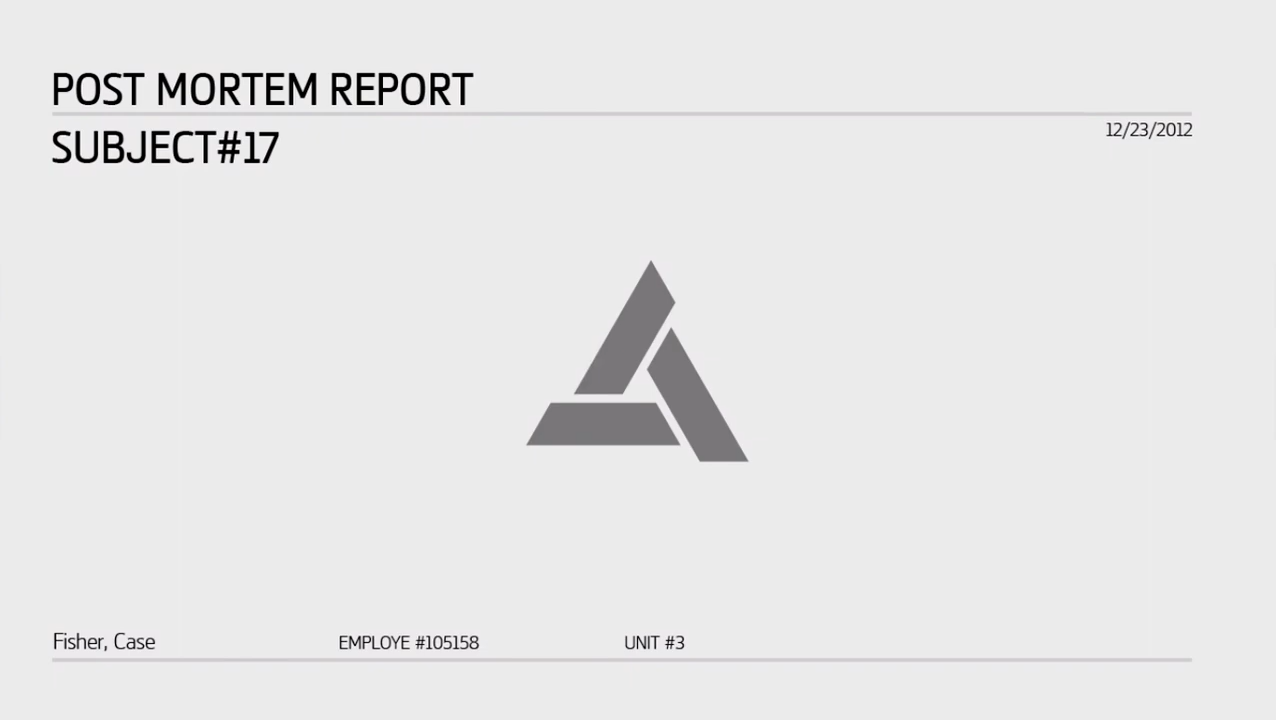 POST MORTEM REPORT
12/23/2012
SUBJECT#17
Fisher, Case EMPLOYE #105158 UNIT #3